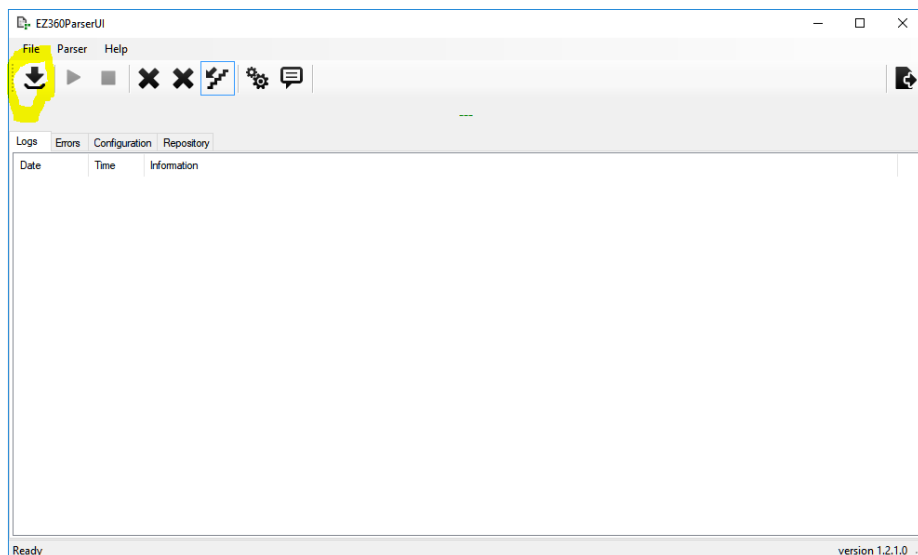 EZ360ParserUI
File Parser Help
---
Logs Errors Configuration Repository
Date Time Information
Ready version 1.2.1.0